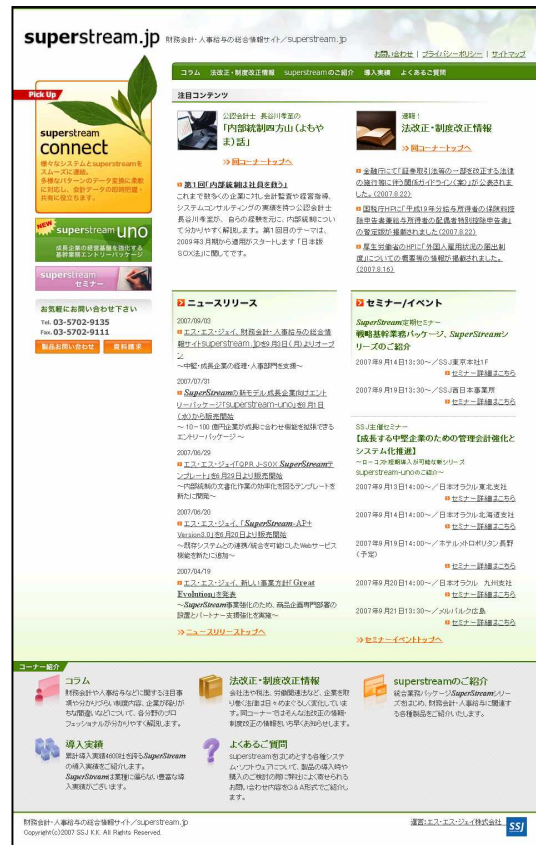 superstream.jp 財務会計・人事給与の総合情報サイト／superstream.jp
お問い合わせ | プライバシーポリシー | サイトマップ
コラム 法改正・制度改正情報 superstreamのご紹介 導入実績 よくあるご質問
Pick Up
superstream
connect
様々なシステムとsuperstreamを
スムーズに連結。
多様なパターンのデータ変換に柔軟
に対応し、会計データの即時把握・
共有に役立ちます。
NEW
superstream uno
成長企業の経営基盤を強化する
基幹業務エントリーパッケージ
superstream
セミナー
お気軽にお問い合わせ下さい
Tel. 03-5702-9135
Fax. 03-5702-9111
製品お問い合わせ 資料請求
注目コンテンツ
公認会計士 長谷川孝至の
「内部統制四方山（よもや
ま）話」
≫同コーナートップへ
第1回「内部統制は社員を救う」
これまで数多くの企業に対し会計監査や経営指導、
システムコンサルティングの実績を持つ公認会計士
長谷川孝至が、自らの経験を元に、内部統制につい
て分かりやすく解説します。第1回目のテーマは、
2009年3月期から適用がスタートします「日本版
SOX法」に関してです。
速報！
法改正・制度改正情報
≫同コーナートップへ
金融庁にて「証券取引法等の一部を改正する法律
の施行等に伴う関係ガイドライン（案）」が公表されま
した。(2007.8.22)
国税庁HPに「平成19年分給与所得者の保険料控
除申告書兼給与所得者の配偶者特別控除申告書」
の暫定版が掲載されました(2007.8.22)
厚生労働省のHPに「外国人雇用状況の届出制
度」についての概要等の情報が掲載されました。
(2007.8.16)
ニュースリリース
2007/09/03
エス・エス・ジェイ、財務会計・人事給与の総合情
報サイトSuperstream.jpを9月3日（月）よりオープ
ン
～中堅・成長企業の経理・人事部門を支援～
2007/07/31
SuperStreamの新モデル成長企業向けエント
リーパッケージ「superstream-uno」を8月1日
（水）から販売開始
～10－100億円企業が成長に合わせ機能を拡張できる
エントリーパッケージ～
2007/06/29
エス・エス・ジェイ「QPR J-SOX SuperStreamテ
ンプレート」を6月29日より販売開始
～内部統制の文書化作業の効率化を図るテンプレートを
新たに開発～
2007/06/20
エス・エス・ジェイ、「SuperStream-AP+
Version3.0」を6月20日より販売開始
～既存システムとの連携/統合を可能にしたWebサービス
機能を新たに追加～
2007/04/19
エス・エス・ジェイ、新しい事業方針「Great
Evolution」を発表
～SuperStream事業強化のため、商品企画専門部署の
設置とパートナー支援強化を実施～
≫ニュースリリーストップへ
セミナー/イベント
SuperStream定期セミナー
戦略基幹業務パッケージ、SuperStreamシ
リーズのご紹介
2007年9月14日13:30～／SSJ東京本社1F
セミナー詳細はこちら
2007年9月19日13:30～／SSJ西日本事業所
セミナー詳細はこちら
SSJ主催セミナー
【成長する中堅企業のための管理会計強化と
システム化推進】
～ローコスト短期導入が可能な新シリーズ
superstream-unoのご紹介～
2007年9月13日14:00～／日本オラクル東北支社
セミナー詳細はこちら
2007年9月14日14:00～／日本オラクル北海道支社
セミナー詳細はこちら
2007年9月19日14:00～／ホテルメトロポリタン長野
（予定）
セミナー詳細はこちら
2007年9月20日14:00～／日本オラクル 九州支社
セミナー詳細はこちら
2007年9月21日13:30～／メルパルク広島
セミナー詳細はこちら
≫セミナーイベントトップへ
コーナー紹介
コラム
財務会計や人事給与などに関する注目事
項や分かりづらい制度内容、企業が陥りが
ちな間違いなどについて、各分野のプロ
フェッショナルが分かりやすく解説します。
法改正・制度改正情報
会社法や税法、労働関連法など、企業を取
り巻く法律は日々めまぐるしく変化していま
す。同コーナーではそんな法改正の情報・
制度改正の情報をいち早くお知らせします。
superstreamのご紹介
統合業務パッケージSuperStreamシリー
ズをはじめ、財務会計・人事給与に関連す
る各種製品をご紹介いたします。
導入実績
累計導入実績4600社を誇るSuperStream
の導入実績をご紹介します。
SuperStreamは業種に偏らない豊富な導
入実績がございます。
よくあるご質問
superstreamをはじめとする各種システ
ム・ソフトウェアについて、製品の導入時や
購入のご検討の際に弊社によく寄せられる
お問い合わせ内容をQ&A形式でご紹介し
ます。
財務会計・人事給与の総合情報サイト／superstream.jp
Copyright(c)2007 SSJ K.K. All Rights Reserved.
運営：エス・エス・ジェイ株式会社 SSJ